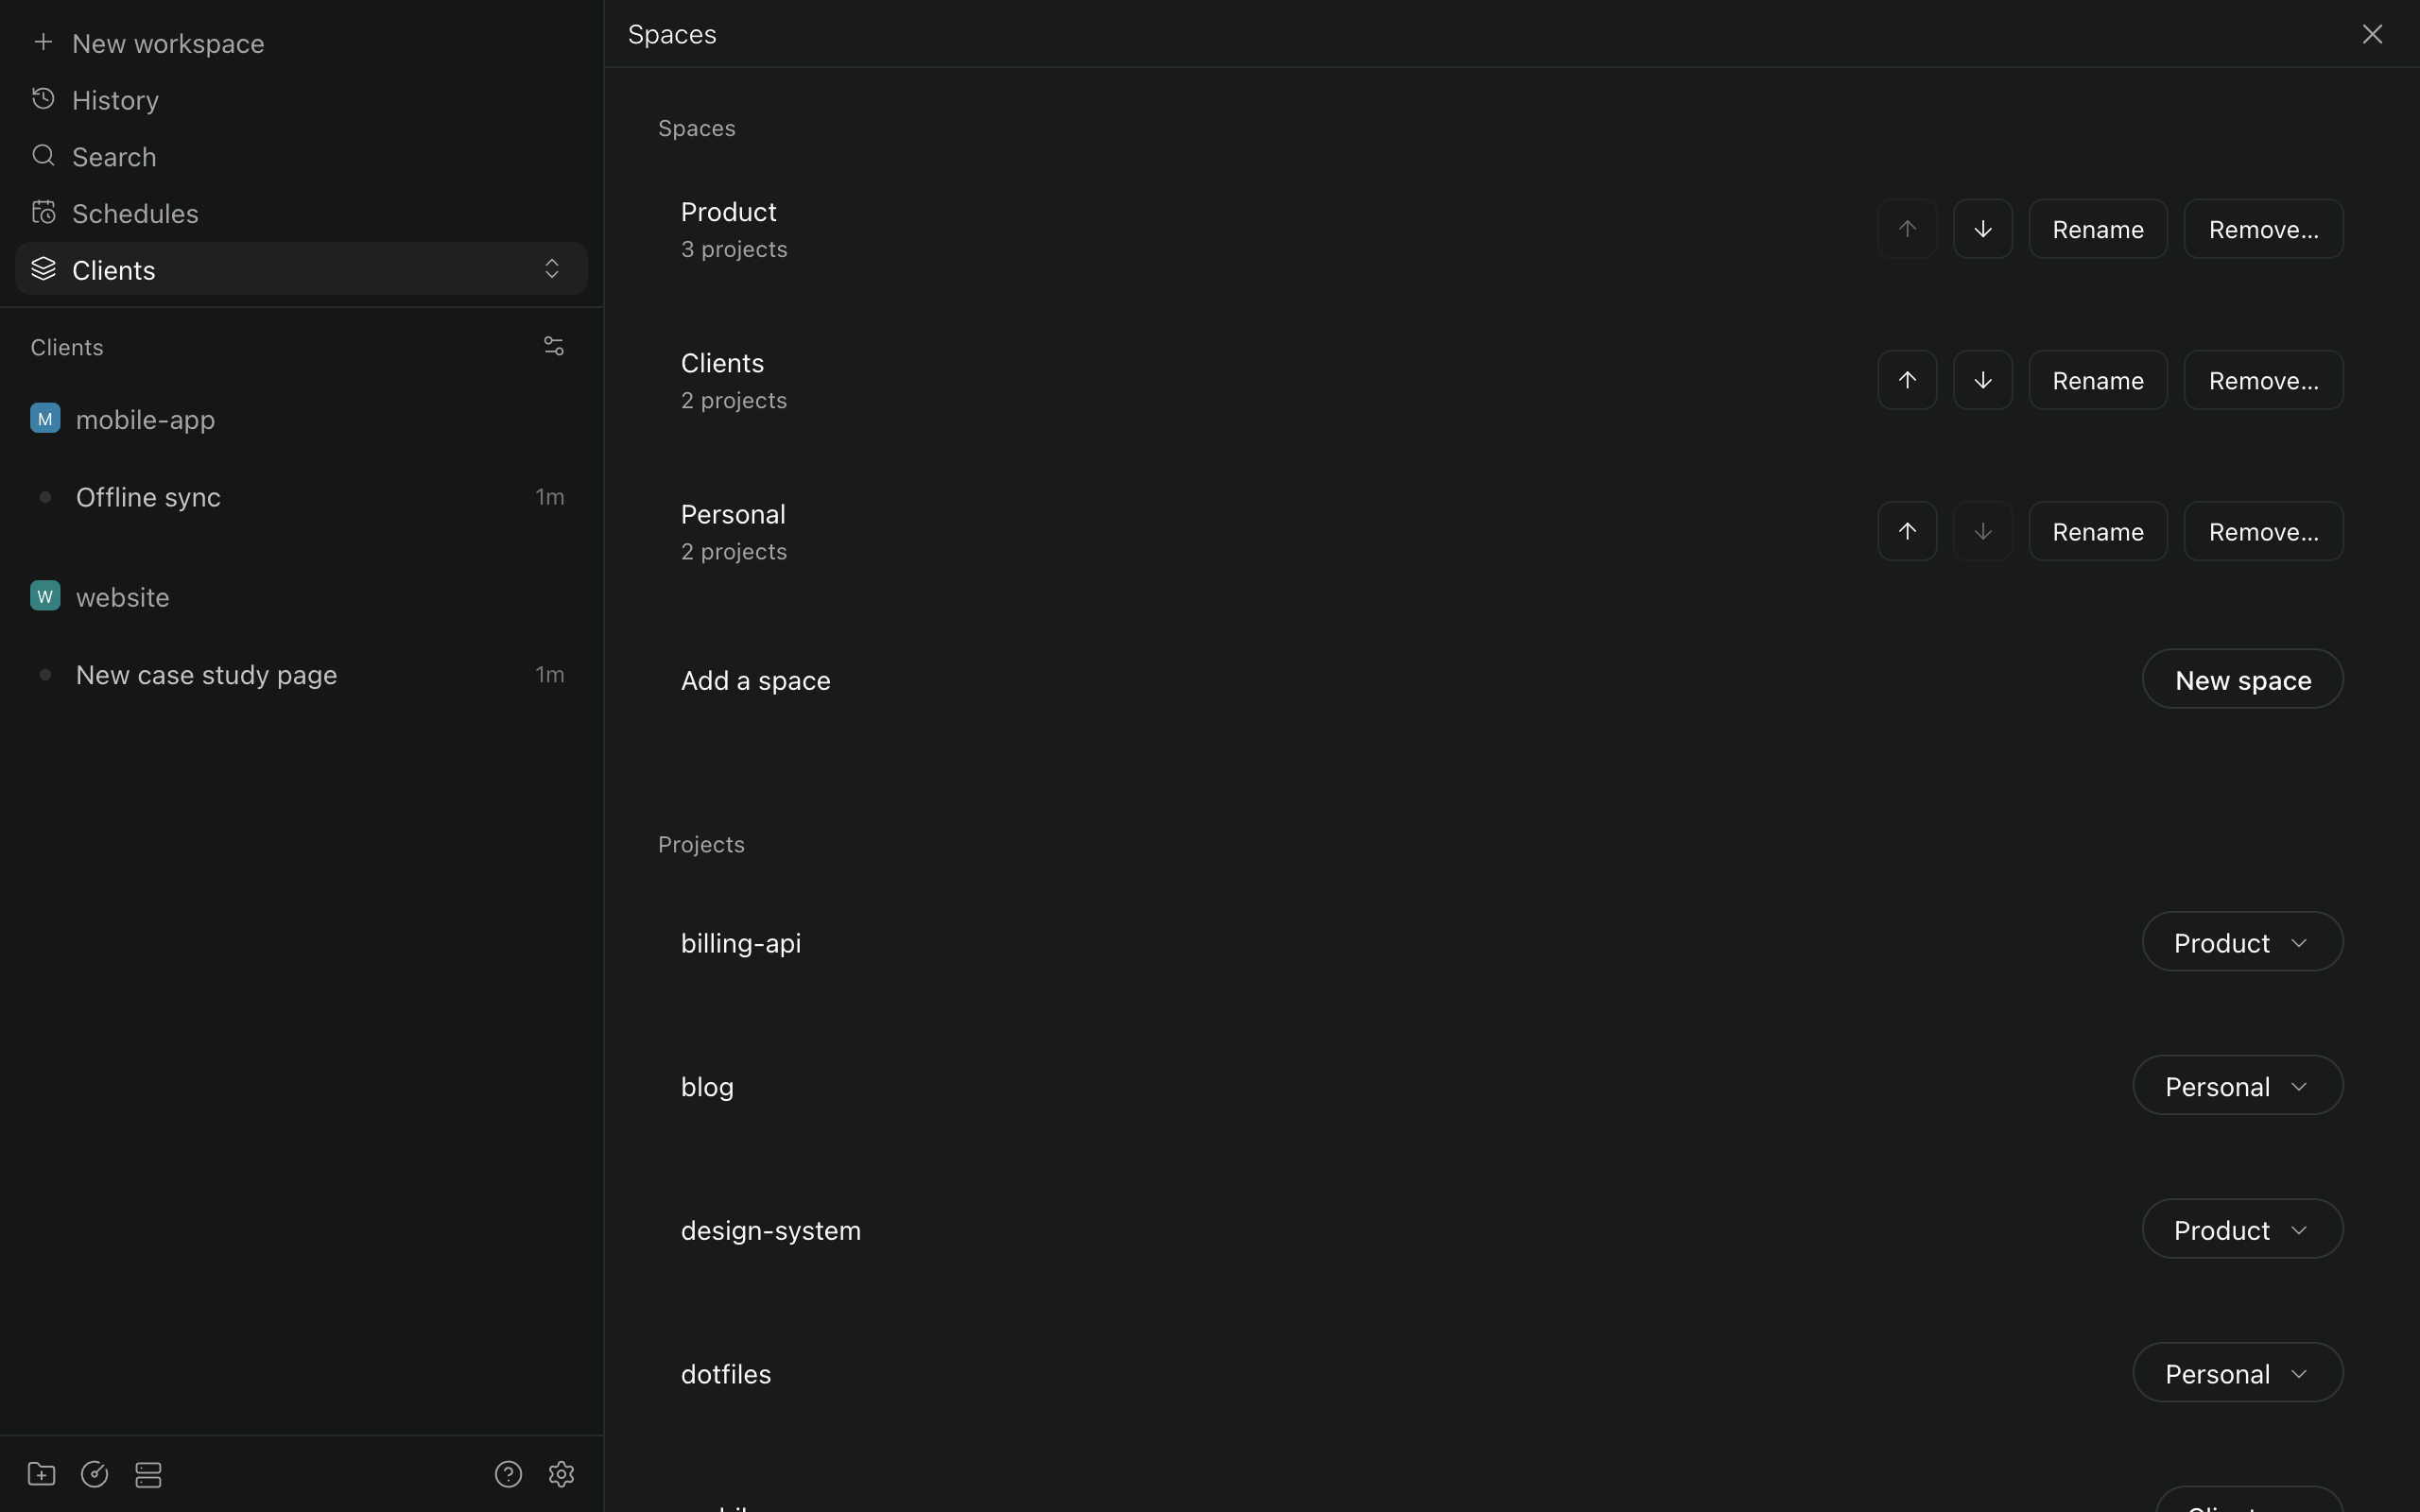 New workspace
History
Search
Schedules
Clients
Clients
M mobile-app
Offline sync 1m
W website
New case study page 1m
Spaces
Spaces
Product
3 projects
Rename Remove...
Clients
2 projects
Rename Remove...
Personal
2 projects
Rename Remove...
Add a space
New space
Projects
billing-api Product
blog Personal
design-system Product
dotfiles Personal